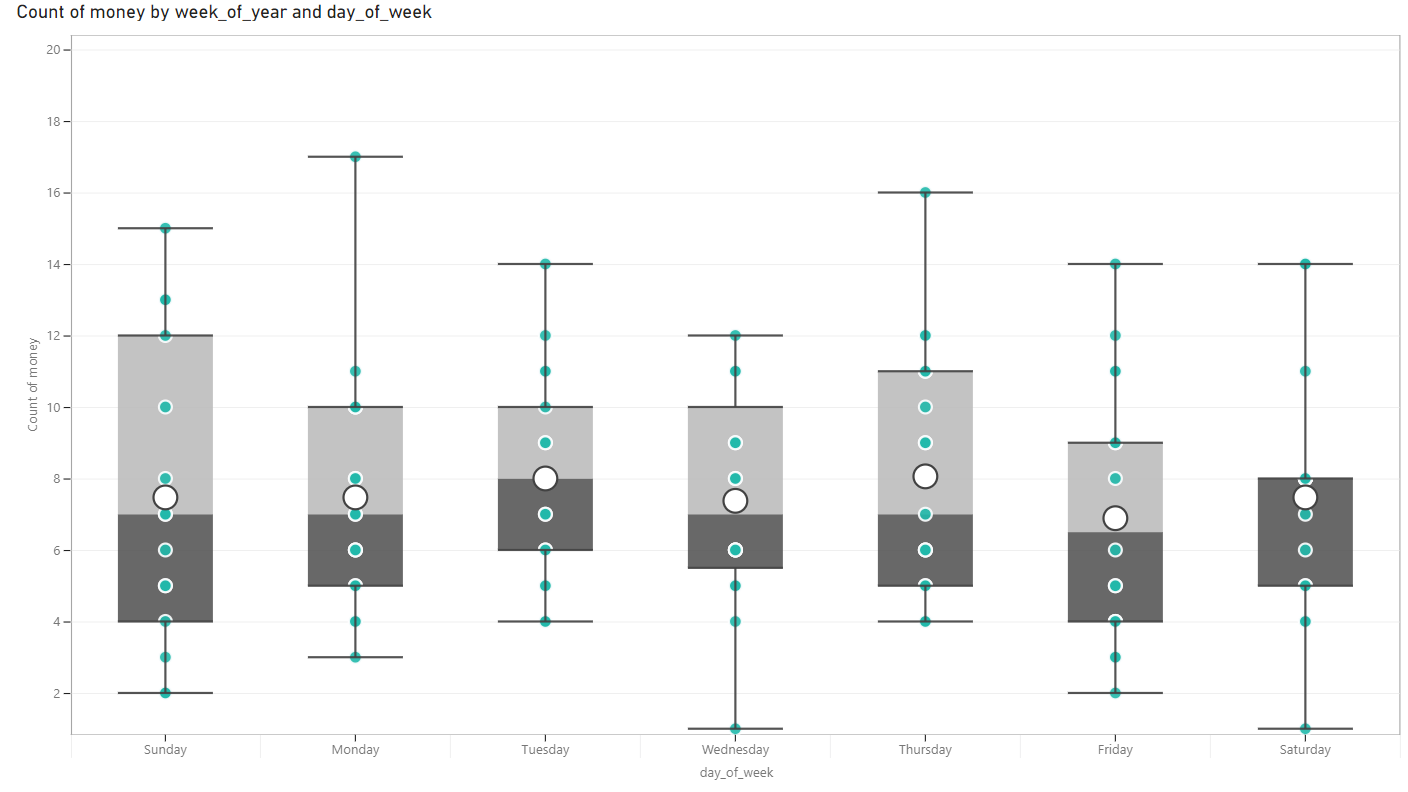 Count of money by week_of_year and day_of_week
20
18
16
14
12
10
8
6
4
2
Count of money
Sunday Monday Tuesday Wednesday Thursday Friday Saturday
day_of_week